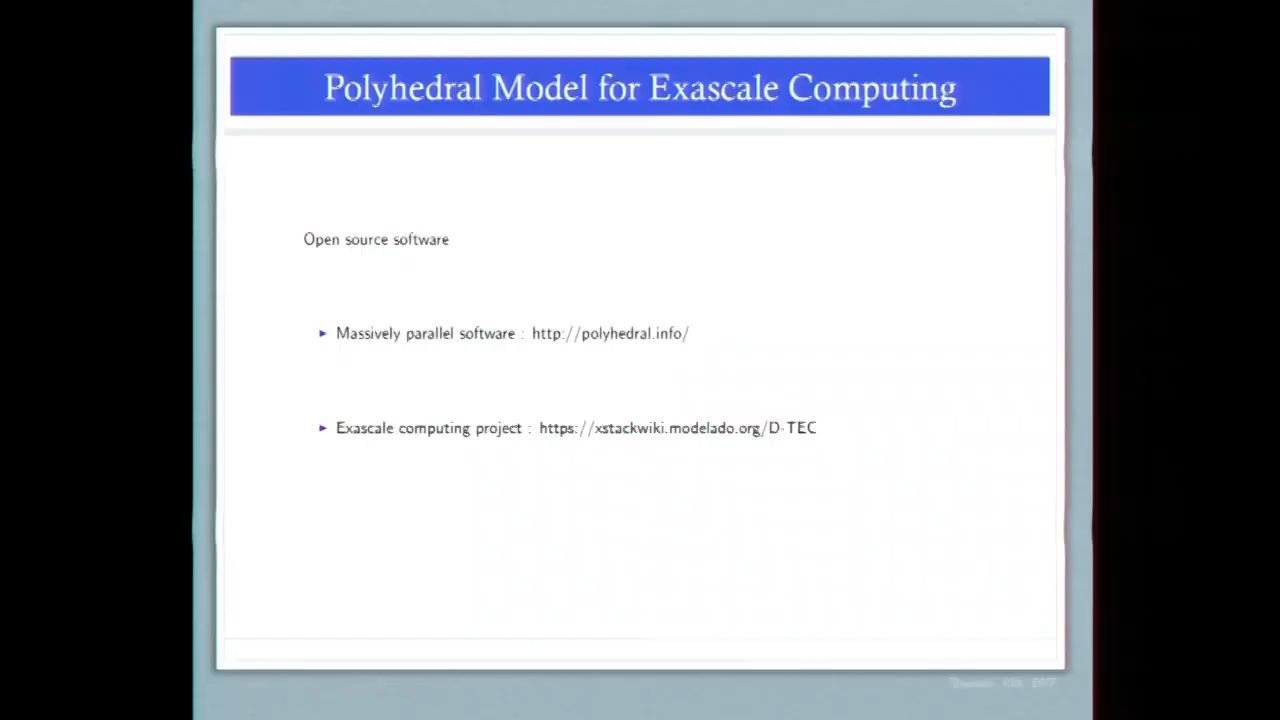 Polyhedral Model for Exascale Computing
Open source software
Massively parallel software : http://polyhedral.info/
Exascale computing project : https://xstackwiki.modelado.org/D-TEC